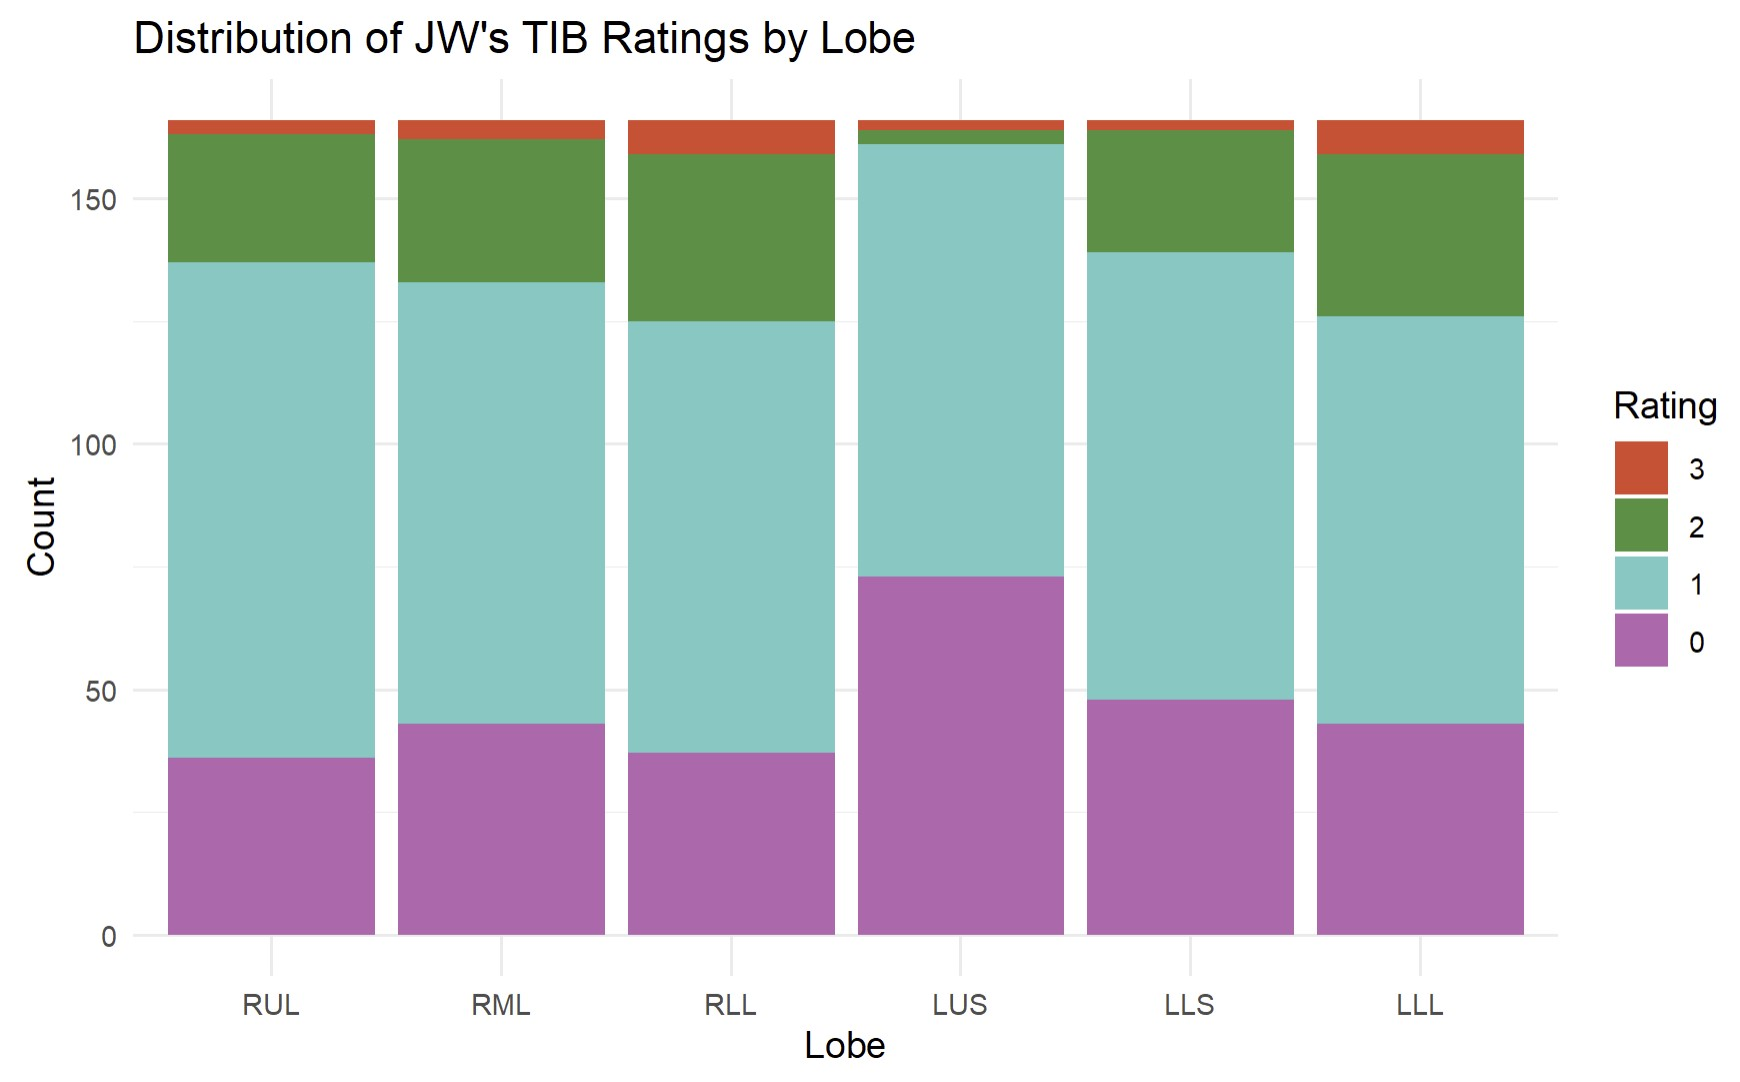 Distribution of JW's TIB Ratings by Lobe
150
100
50
0
Count
RUL RML RLL LUS LLS LLL
Lobe
Rating
3
2
1
0